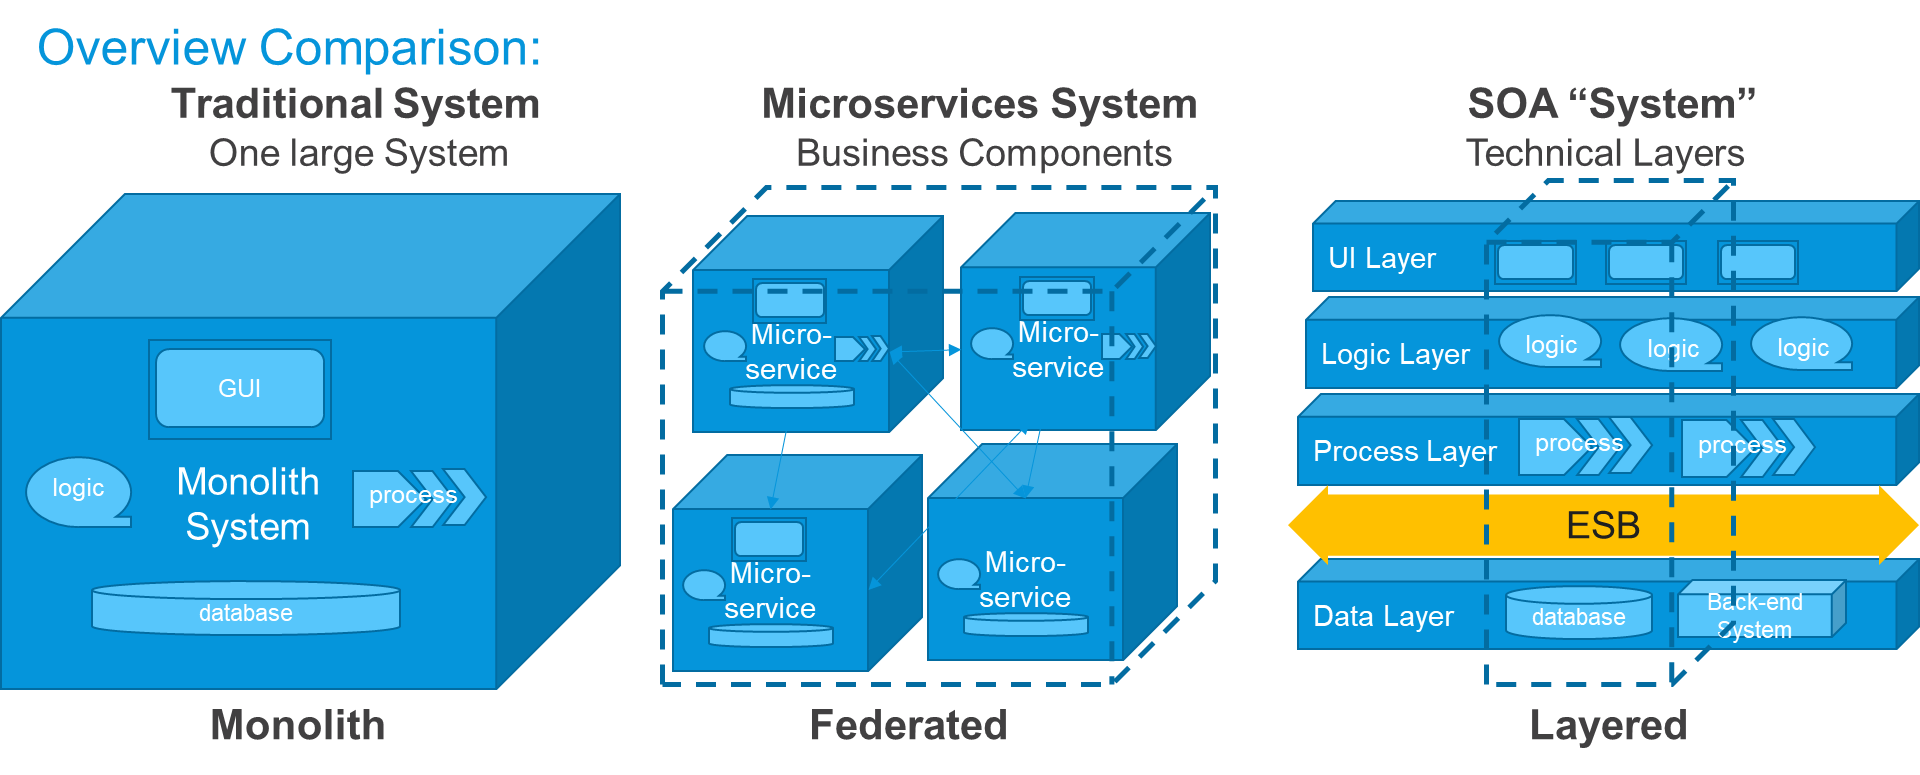 Overview Comparison:
Traditional System
One large System
GUI
logic
Monolith
System
process
database
Monolith
Microservices System
Business Components
Micro-
service
Micro-
service
Micro-
service
Micro-
service
Federated
SOA “System”
Technical Layers
UI Layer
Logic Layer
logic
logic
logic
Process Layer
process
process
ESB
Data Layer
database
Back-end
System
Layered